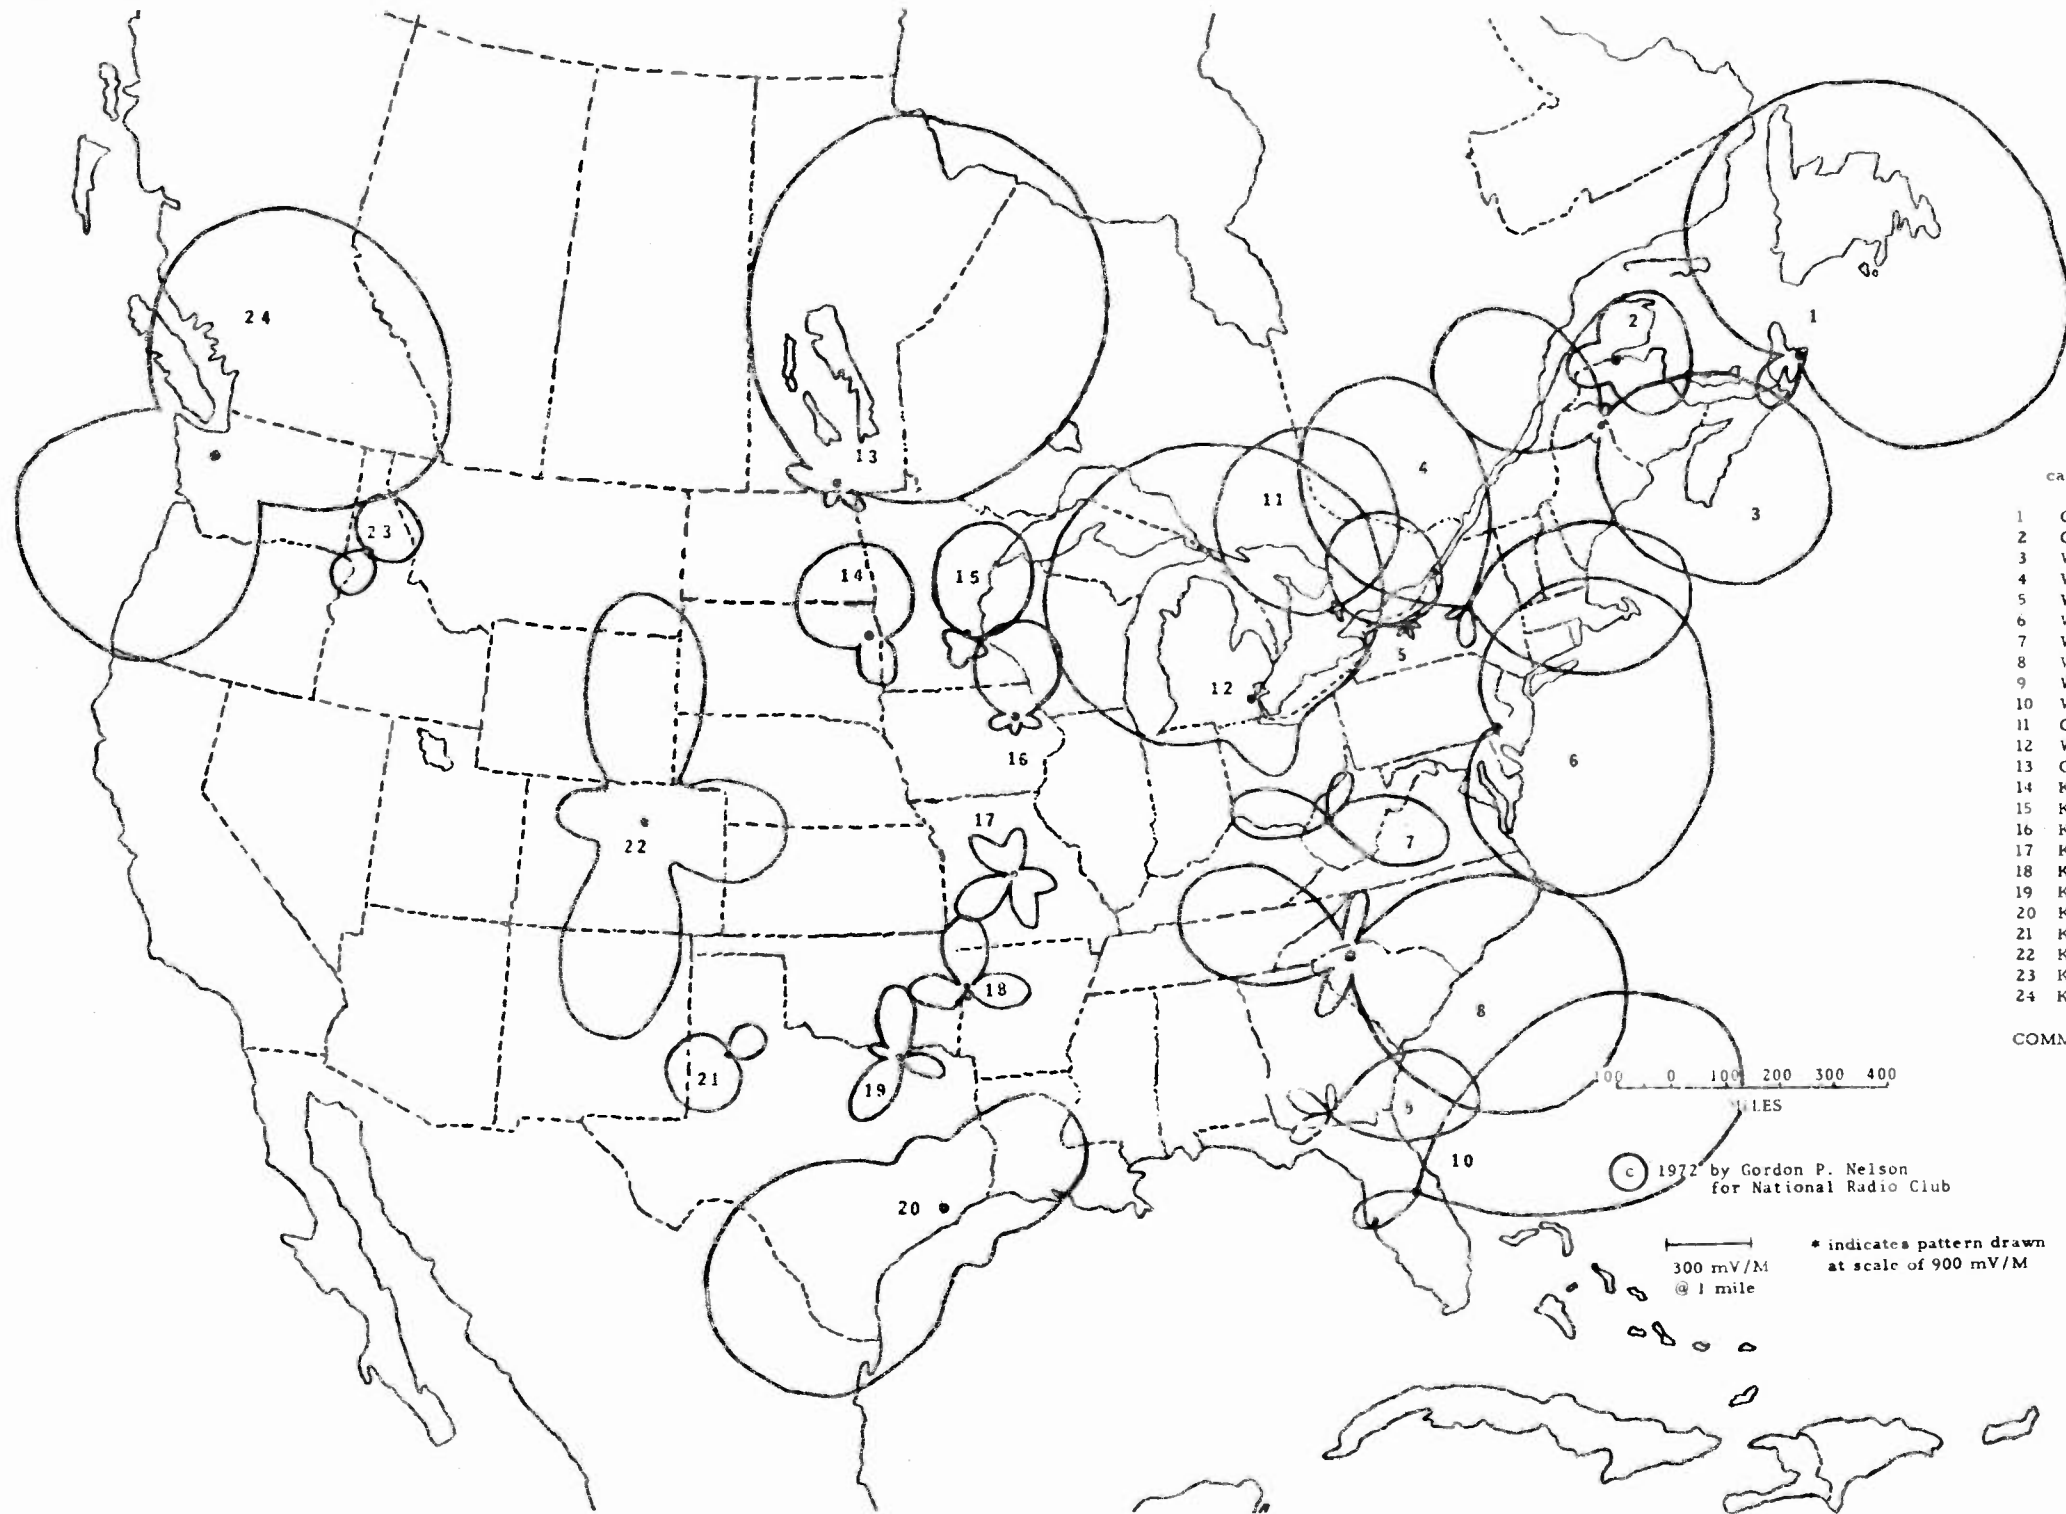 24
1
2
13
4
11
3
23
14
15
5
12
16
6
17
7
22
18
8
21
19
9
10
20
ca
1 C
2 C
3 W
4 W
5 W
6 W
7 W
8 W
9 W
10 W
11 C
12 W
13 C
14 K
15 K
16 K
17 K
18 K
19 K
20 K
21 K
22 K
23 K
24 K
COMM
100 0 100 200 300 400
MILES
c 1972 by Gordon P. Nelson
for National Radio Club
300 mV/M
@ 1 mile
* indicates pattern drawn
at scale of 900 mV/M